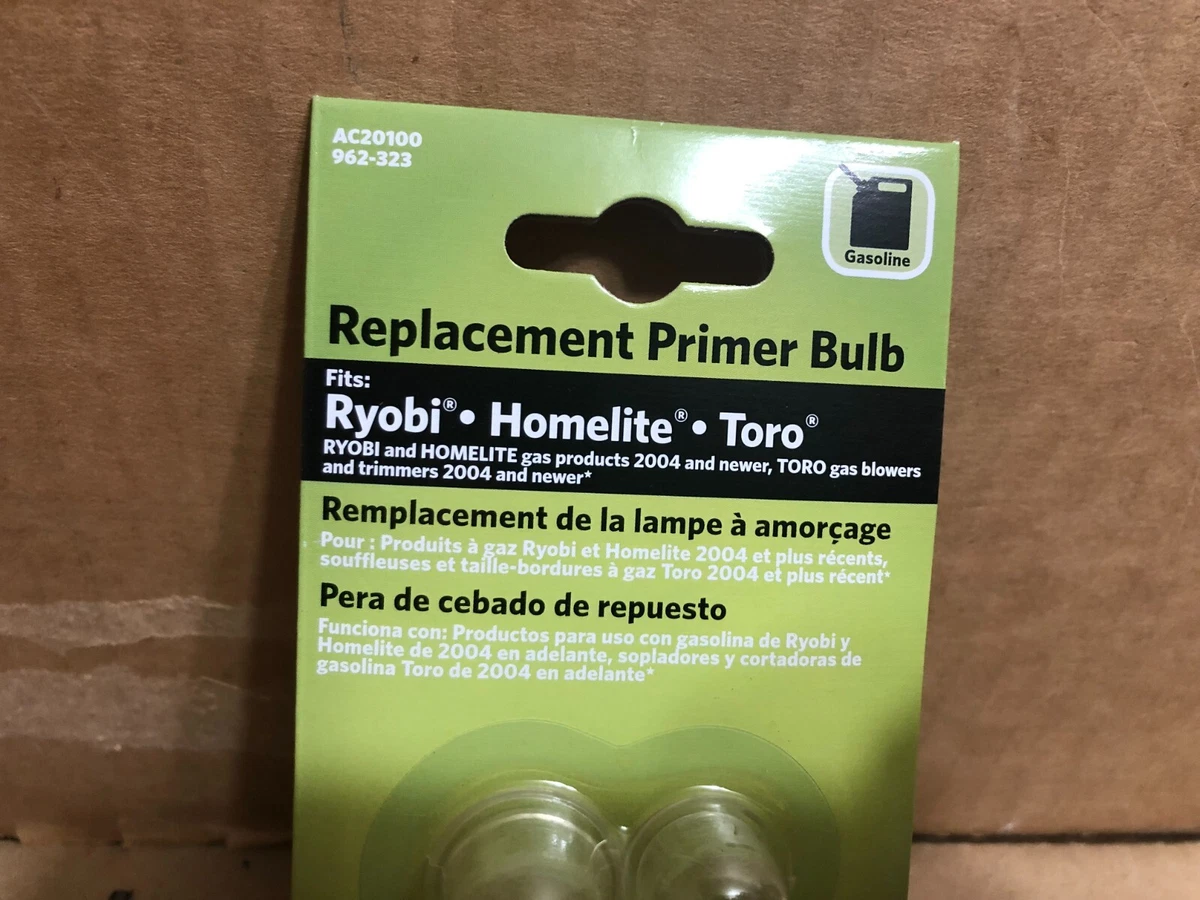 AC20100
962-323
Gasoline
Replacement Primer Bulb
Fits:
Ryobi® • Homelite® • Toro®
RYOBI and HOMELITE gas products 2004 and newer, TORO gas blowers
and trimmers 2004 and newer*
Remplacement de la lampe à amorçage
Pour : Produits à gaz Ryobi et Homelite 2004 et plus récents,
souffleuses et taille-bordures à gaz Toro 2004 et plus récent*
Pera de cebado de repuesto
Funciona con: Productos para uso con gasolina de Ryobi y
Homelite de 2004 en adelante, sopladores y cortadoras de
gasolina Toro de 2004 en adelante*